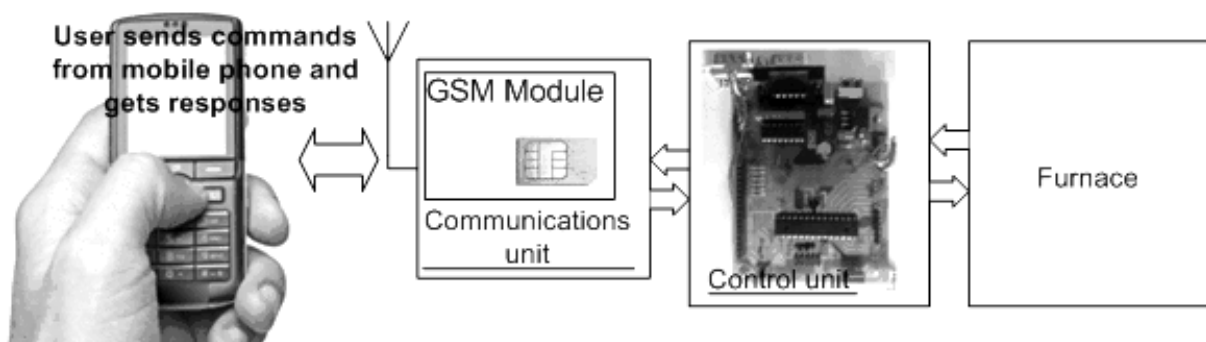 User sends commands
from mobile phone and
gets responses
GSM Module
Communications
unit
Control unit
Furnace